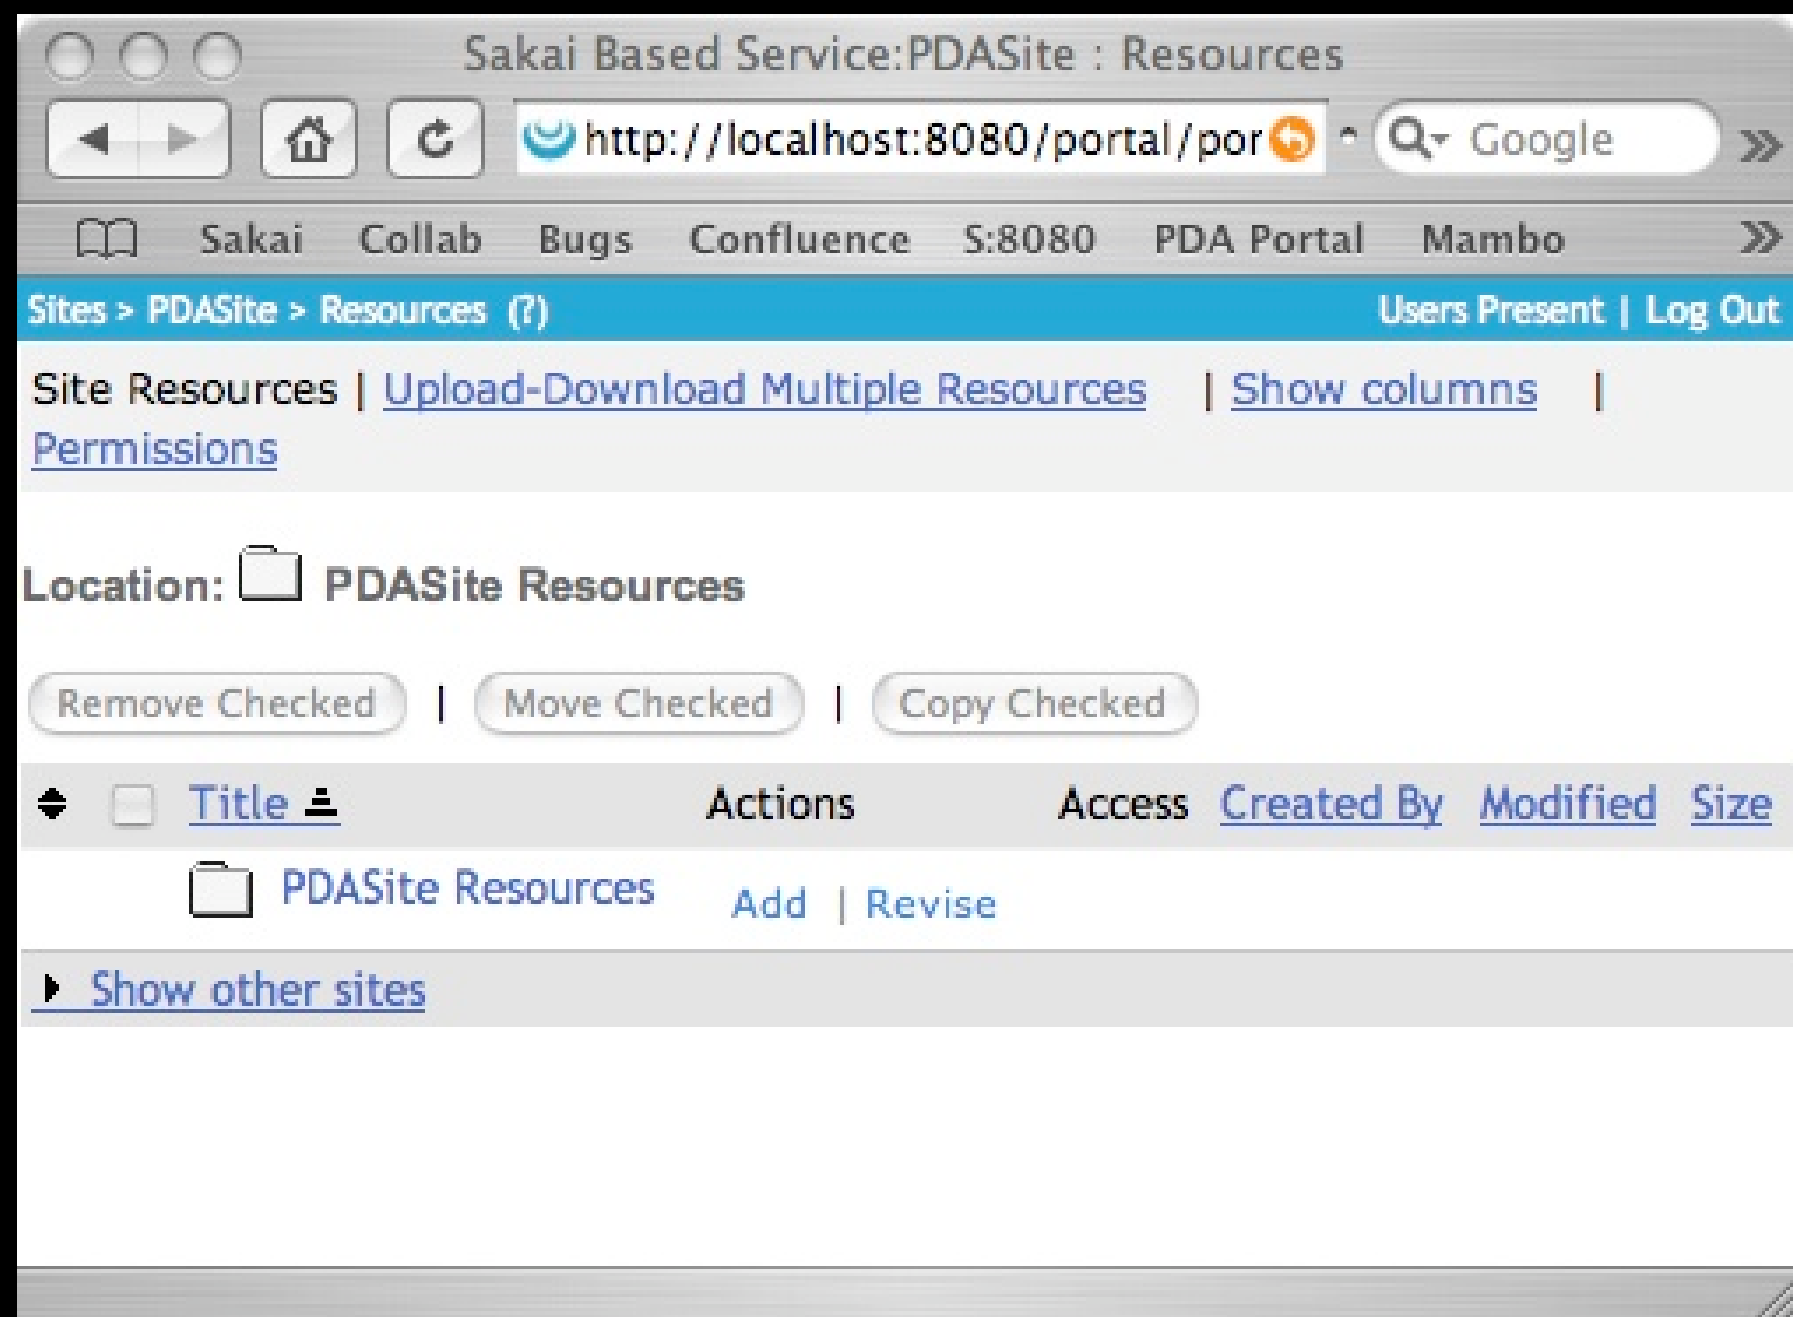 Sakai Based Service:PDASite : Resources
http://localhost:8080/portal/por Google
Sakai Collab Bugs Confluence S:8080 PDA Portal Mambo
Sites > PDASite > Resources (?) Users Present | Log Out
Site Resources | Upload-Download Multiple Resources | Show columns |
Permissions
Location: PDASite Resources
Remove Checked | Move Checked | Copy Checked
Title Actions Access Created By Modified Size
PDASite Resources Add | Revise
Show other sites